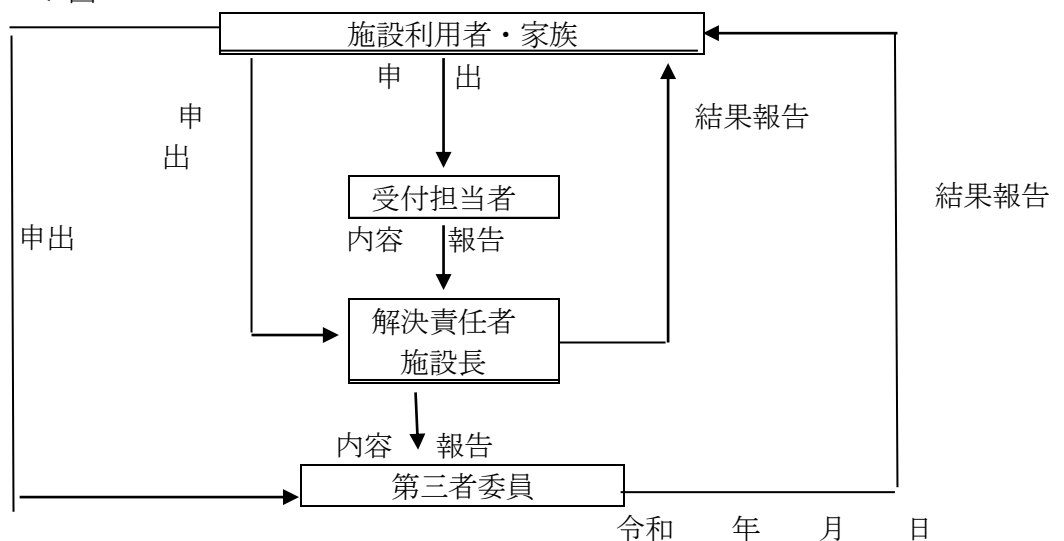 施設利用者・家族
申 出
申
出
結果報告
受付担当者
結果報告
申出
内容 報告
解決責任者
施設長
内容 報告
第三者委員
令和 年 月 日